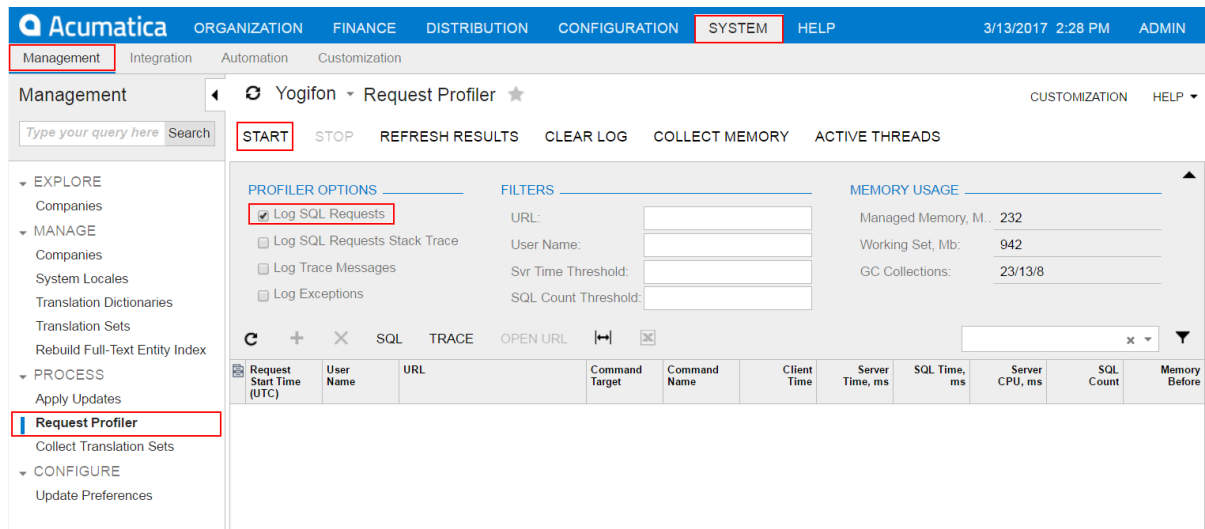 Acumatica ORGANIZATION FINANCE DISTRIBUTION CONFIGURATION SYSTEM HELP 3/13/2017 2:28 PM ADMIN
Management Integration Automation Customization
Management
Type your query here Search
EXPLORE
Companies
MANAGE
Companies
System Locales
Translation Dictionaries
Translation Sets
Rebuild Full-Text Entity Index
PROCESS
Apply Updates
Request Profiler
Collect Translation Sets
CONFIGURE
Update Preferences
Yogifon Request Profiler CUSTOMIZATION HELP
START STOP REFRESH RESULTS CLEAR LOG COLLECT MEMORY ACTIVE THREADS
PROFILER OPTIONS
Log SQL Requests
Log SQL Requests Stack Trace
Log Trace Messages
Log Exceptions
FILTERS
URL:
User Name:
Svr Time Threshold:
SQL Count Threshold:
MEMORY USAGE
Managed Memory, M.. 232
Working Set, Mb: 942
GC Collections: 23/13/8
SQL TRACE OPEN URL
Request Start Time (UTC) User Name URL Command Target Command Name Client Time Server Time, ms SQL Time, ms Server CPU, ms SQL Count Memory Before